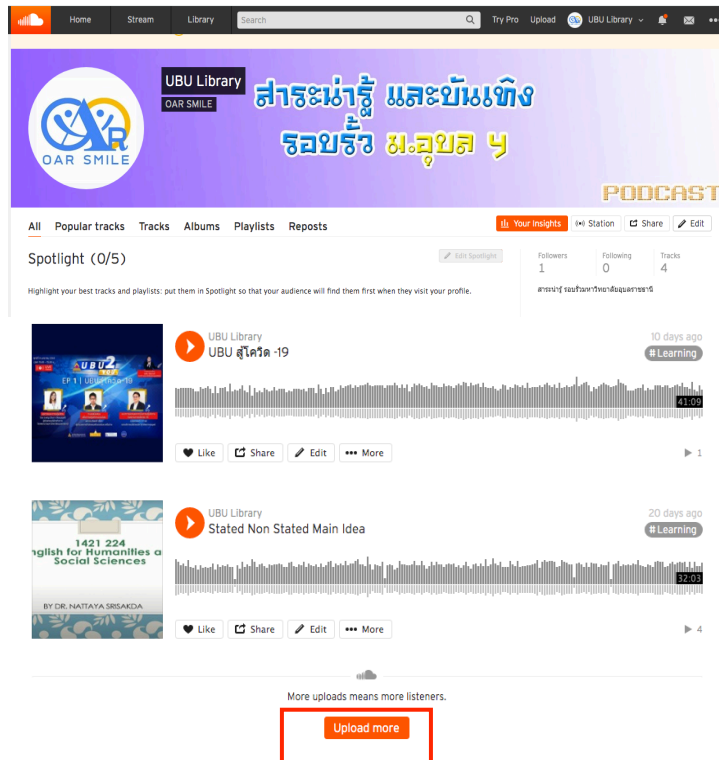 Home Stream Library Search Try Pro Upload UBU Library
UBU Library
OAR SMILE
สาระน่ารู้ และบันเทิง
รอบรั้ว ม.อุบล ฯ
OAR SMILE
PODCAST
All Popular tracks Tracks Albums Playlists Reposts Your Insights Station Share Edit
Spotlight (0/5) Edit Spotlight
Followers Following Tracks
1 0 4
Highlight your best tracks and playlists: put them in Spotlight so that your audience will find them first when they visit your profile.
สาระน่ารู้ รอบรั้วมหาวิทยาลัยอุบลราชธานี
UBU Library 10 days ago
UBU สู้โควิด -19 # Learning
UBU2
EP 1
41:09
Like Share Edit More 1
UBU Library 20 days ago
Stated Non Stated Main Idea # Learning
1421 224
nglish for Humanities a
Social Sciences
BY DR. NATTAYA SRISAKDA
32:03
Like Share Edit More 4
More uploads means more listeners.
Upload more